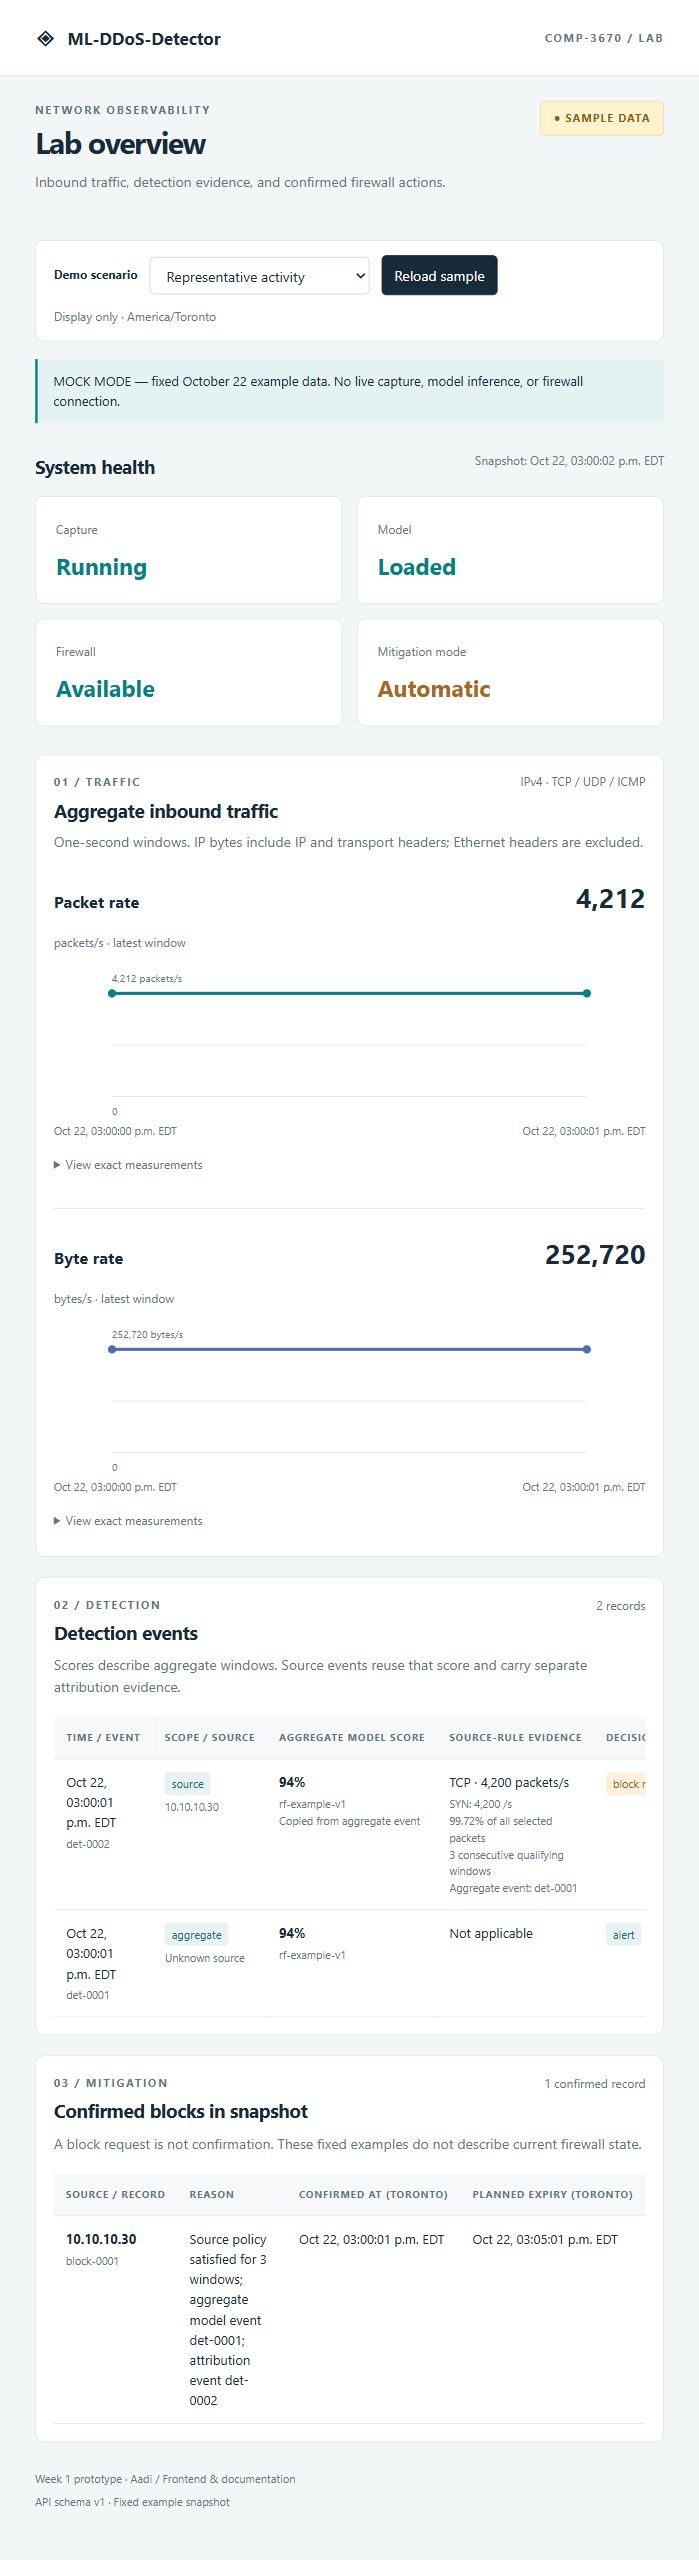 ML-DDoS-Detector
COMP-3670 / LAB
NETWORK OBSERVABILITY
Lab overview
● SAMPLE DATA
Inbound traffic, detection evidence, and confirmed firewall actions.
Demo scenario
Representative activity
Reload sample
Display only · America/Toronto
MOCK MODE — fixed October 22 example data. No live capture, model inference, or firewall
connection.
System health
Snapshot: Oct 22, 03:00:02 p.m. EDT
Capture
Running
Model
Loaded
Firewall
Available
Mitigation mode
Automatic
01 / TRAFFIC
IPv4 · TCP / UDP / ICMP
Aggregate inbound traffic
One-second windows. IP bytes include IP and transport headers; Ethernet headers are excluded.
Packet rate
4,212
packets/s · latest window
4,212 packets/s
0
Oct 22, 03:00:00 p.m. EDT
Oct 22, 03:00:01 p.m. EDT
▶ View exact measurements
Byte rate
252,720
bytes/s · latest window
252,720 bytes/s
0
Oct 22, 03:00:00 p.m. EDT
Oct 22, 03:00:01 p.m. EDT
▶ View exact measurements
02 / DETECTION
2 records
Detection events
Scores describe aggregate windows. Source events reuse that score and carry separate
attribution evidence.
TIME / EVENT
SCOPE / SOURCE
AGGREGATE MODEL SCORE
SOURCE-RULE EVIDENCE
DECISIO
Oct 22,
03:00:01
p.m. EDT
det-0002
source
10.10.10.30
94%
rf-example-v1
Copied from aggregate event
TCP · 4,200 packets/s
SYN: 4,200 /s
99.72% of all selected
packets
3 consecutive qualifying
windows
Aggregate event: det-0001
block r
Oct 22,
03:00:01
p.m. EDT
det-0001
aggregate
Unknown source
94%
rf-example-v1
Not applicable
alert
03 / MITIGATION
1 confirmed record
Confirmed blocks in snapshot
A block request is not confirmation. These fixed examples do not describe current firewall state.
SOURCE / RECORD
REASON
CONFIRMED AT (TORONTO)
PLANNED EXPIRY (TORONTO)
10.10.10.30
block-0001
Source policy
satisfied for 3
windows;
aggregate
model event
det-0001;
attribution
event det-
0002
Oct 22, 03:00:01 p.m. EDT
Oct 22, 03:05:01 p.m. EDT
Week 1 prototype · Aadi / Frontend & documentation
API schema v1 · Fixed example snapshot